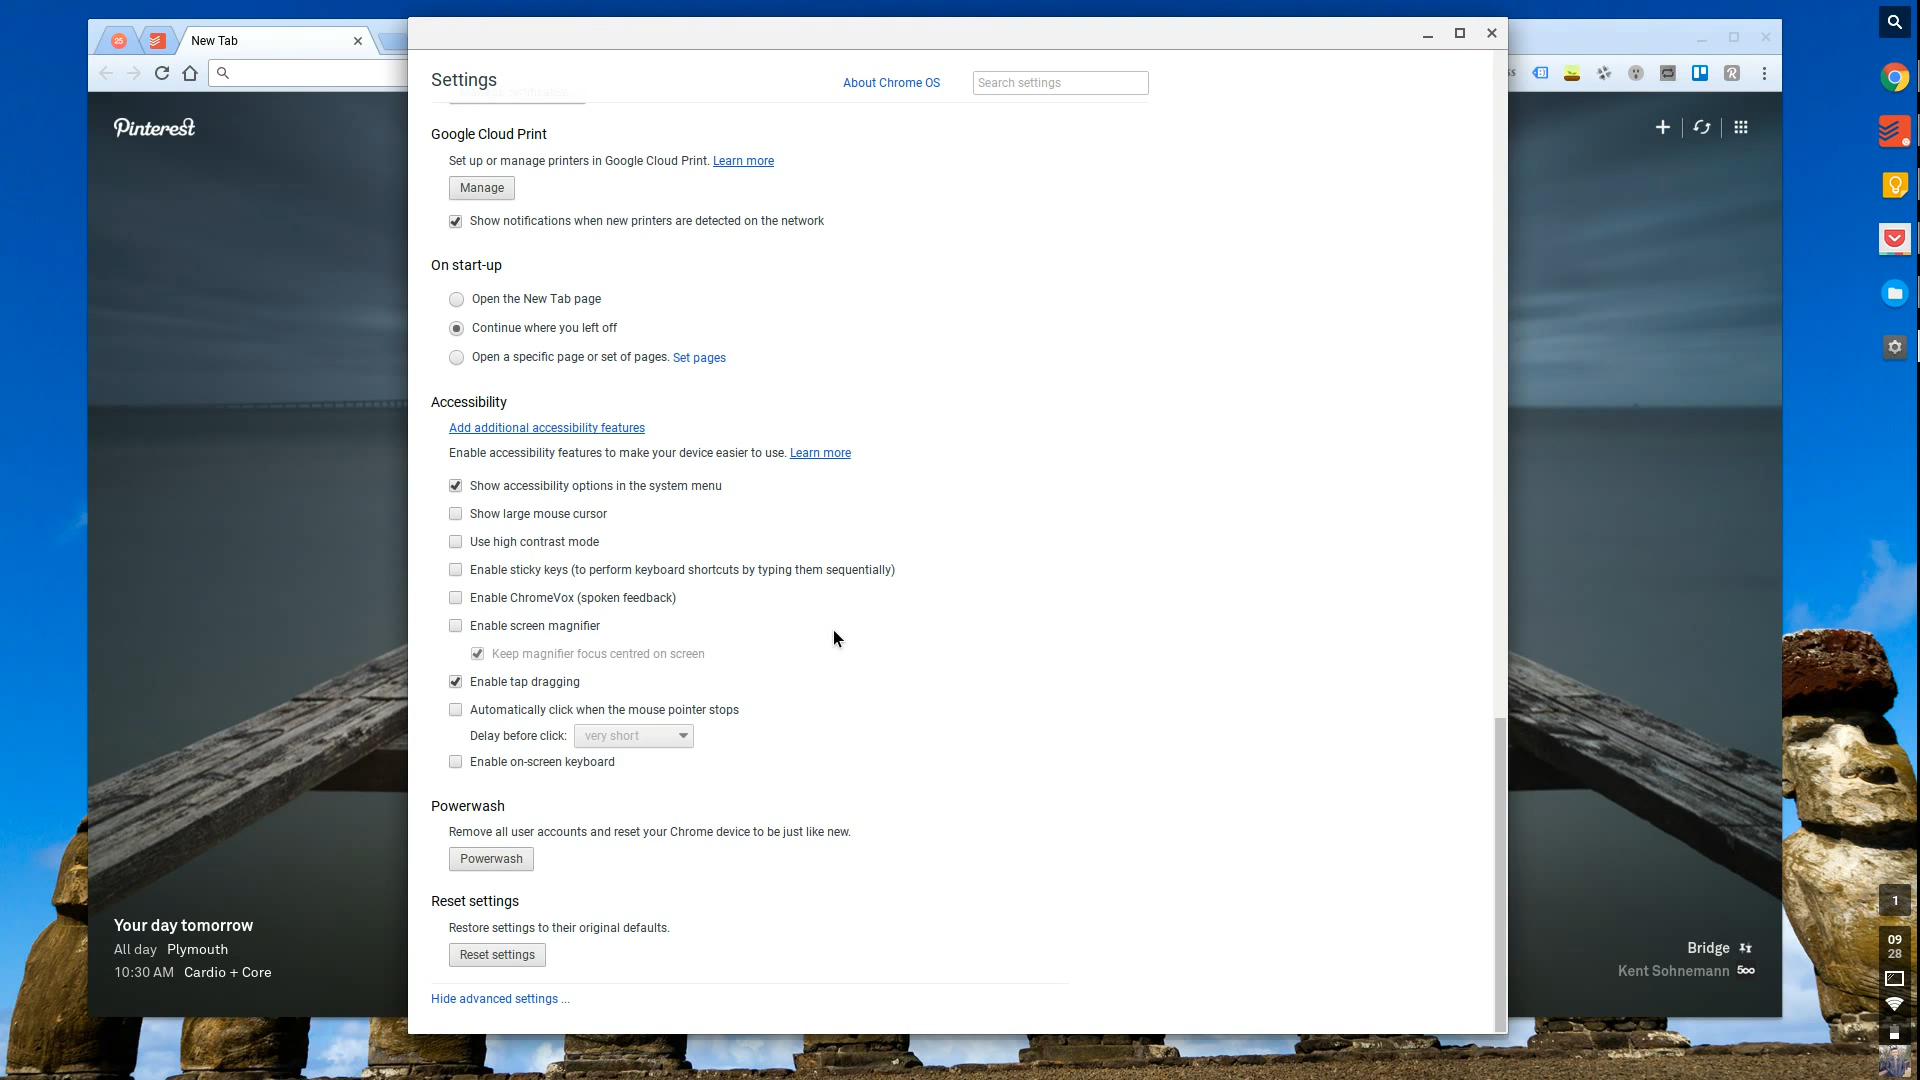 25
New Tab
Settings
About Chrome OS
Search settings
Pinterest
Google Cloud Print
Set up or manage printers in Google Cloud Print. Learn more
Manage
Show notifications when new printers are detected on the network
On start-up
Open the New Tab page
Continue where you left off
Open a specific page or set of pages. Set pages
Accessibility
Add additional accessibility features
Enable accessibility features to make your device easier to use. Learn more
Show accessibility options in the system menu
Show large mouse cursor
Use high contrast mode
Enable sticky keys (to perform keyboard shortcuts by typing them sequentially)
Enable ChromeVox (spoken feedback)
Enable screen magnifier
Keep magnifier focus centred on screen
Enable tap dragging
Automatically click when the mouse pointer stops
Delay before click: very short
Enable on-screen keyboard
Powerwash
Remove all user accounts and reset your Chrome device to be just like new.
Powerwash
Reset settings
Restore settings to their original defaults.
Reset settings
Hide advanced settings ...
Your day tomorrow
All day Plymouth
10:30 AM Cardio + Core
Bridge
Kent Sohnemann 500
1
09
28